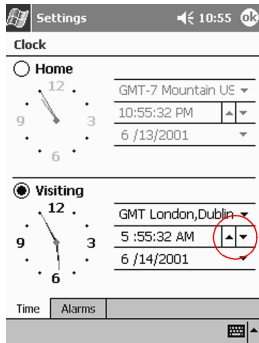 Settings 10:55 ok
Clock
Home
12
9 3
6
GMT-7 Mountain US
10:55:32 PM
6 /13/2001
Visiting
12
9 3
6
GMT London,Dublin
5 :55:32 AM
6 /14/2001
Time Alarms